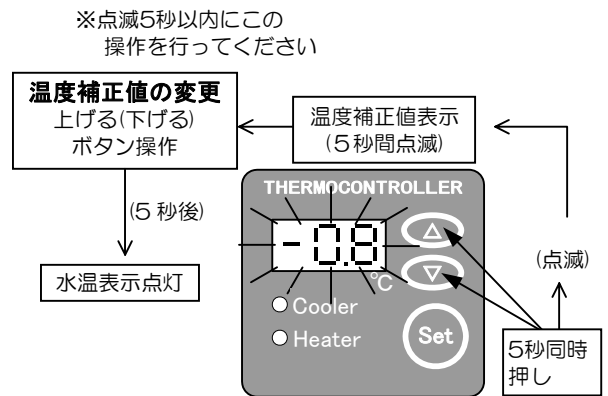 ※点滅5秒以内にこの
操作を行ってください
温度補正値の変更
上げる(下げる)
ボタン操作
温度補正値表示
(5秒間点滅)
(5 秒後)
水温表示点灯
THERMOCONTROLLER
-0.8
℃
△
▽
Cooler
Heater
Set
(点滅)
5秒同時
押し